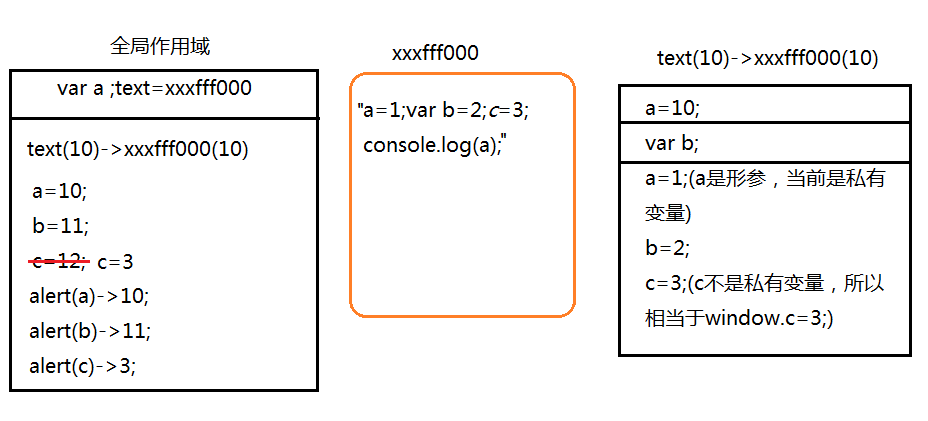 全局作用域
var a ;text=xxxfff000
text(10)->xxxfff000(10)
a=10;
b=11;
c=12; c=3
alert(a)->10;
alert(b)->11;
alert(c)->3;
xxxfff000
"a=1;var b=2;c=3;
console.log(a);"
text(10)->xxxfff000(10)
a=10;
var b;
a=1;(a是形参，当前是私有
变量)
b=2;
c=3;(c不是私有变量，所以
相当于window.c=3;)